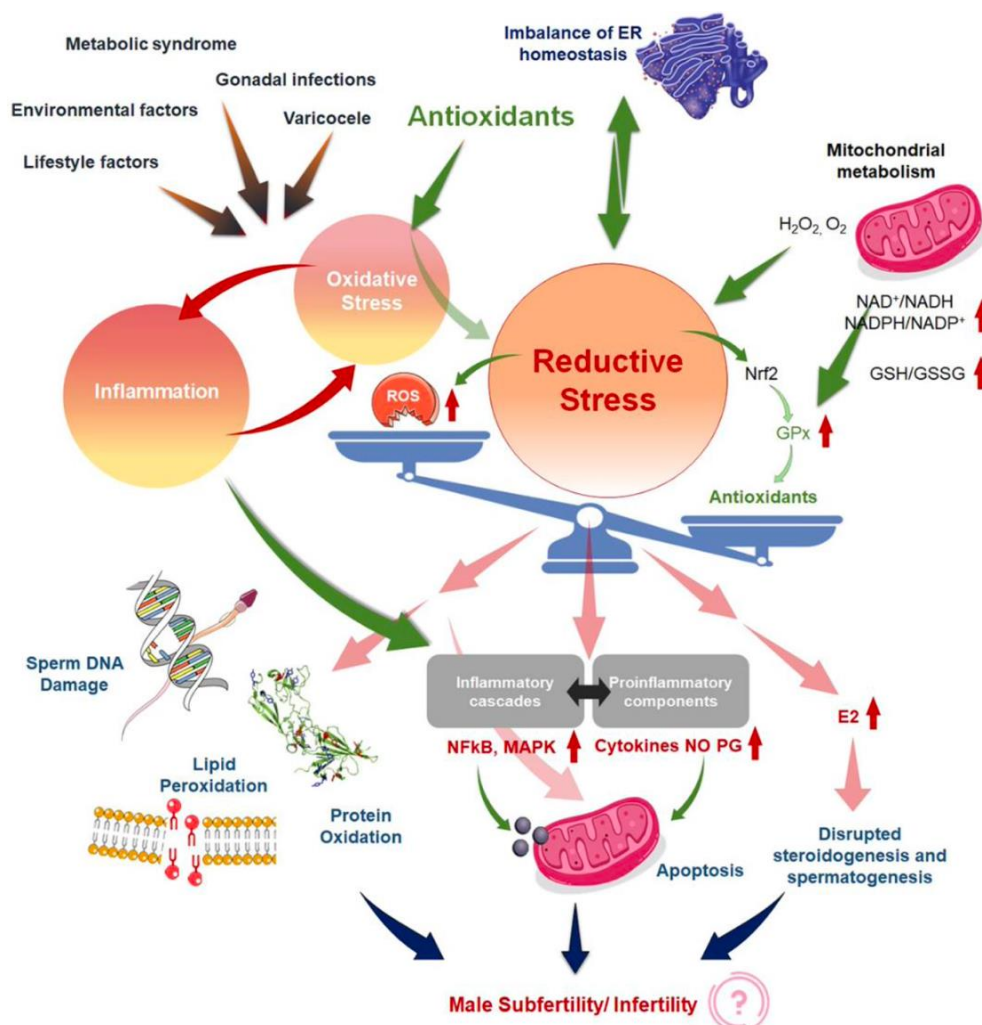 Metabolic syndrome
Gonadal infections
Environmental factors
Varicocele
Lifestyle factors
Antioxidants
Imbalance of ER
homeostasis
Mitochondrial
metabolism
H₂O₂, O₂
NAD⁺/NADH
NADPH/NADP⁺
GSH/GSSG
Oxidative
Stress
Inflammation
Reductive
Stress
ROS
Nrf2
GPx
Antioxidants
Sperm DNA
Damage
Lipid
Peroxidation
Protein
Oxidation
Inflammatory
cascades
Proinflammatory
components
NFkB, MAPK
Cytokines NO PG
E2
Apoptosis
Disrupted
steroidogenesis and
spermatogenesis
Male Subfertility/ Infertility
?